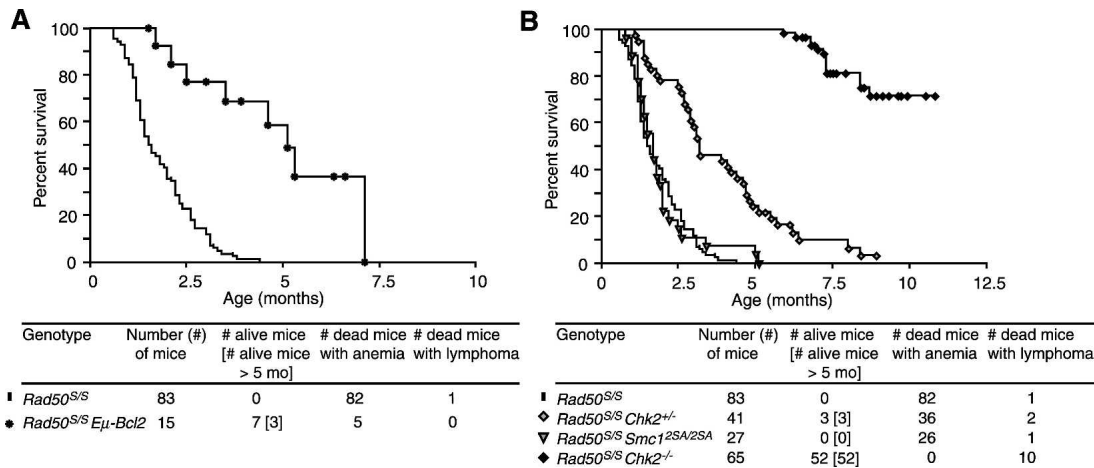 A
Percent survival
100
80
60
40
20
0
0 2.5 5 7.5 10
Age (months)
Genotype Number (#) of mice # alive mice [# alive mice > 5 mo] # dead mice with anemia # dead mice with lymphoma
Rad50S/S 83 0 82 1
Rad50S/S Eμ-Bcl2 15 7 [3] 5 0
B
Percent survival
100
80
60
40
20
0
0 2.5 5 7.5 10 12.5
Age (months)
Genotype Number (#) of mice # alive mice [# alive mice > 5 mo] # dead mice with anemia # dead mice with lymphoma
Rad50S/S 83 0 82 1
Rad50S/S Chk2+/- 41 3 [3] 36 2
Rad50S/S Smc12SA/2SA 27 0 [0] 26 1
Rad50S/S Chk2-/- 65 52 [52] 0 10